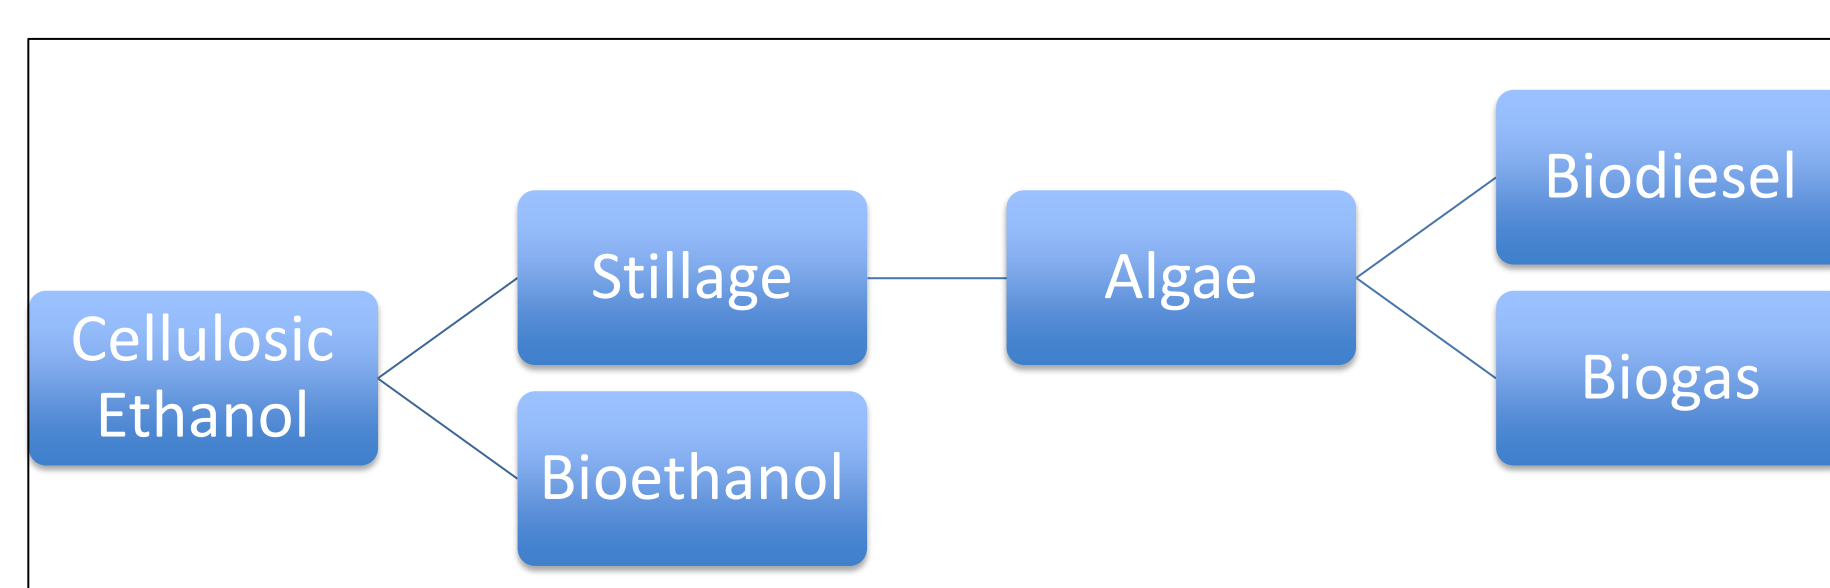 Cellulosic
Ethanol
Stillage
Bioethanol
Algae
Biodiesel
Biogas